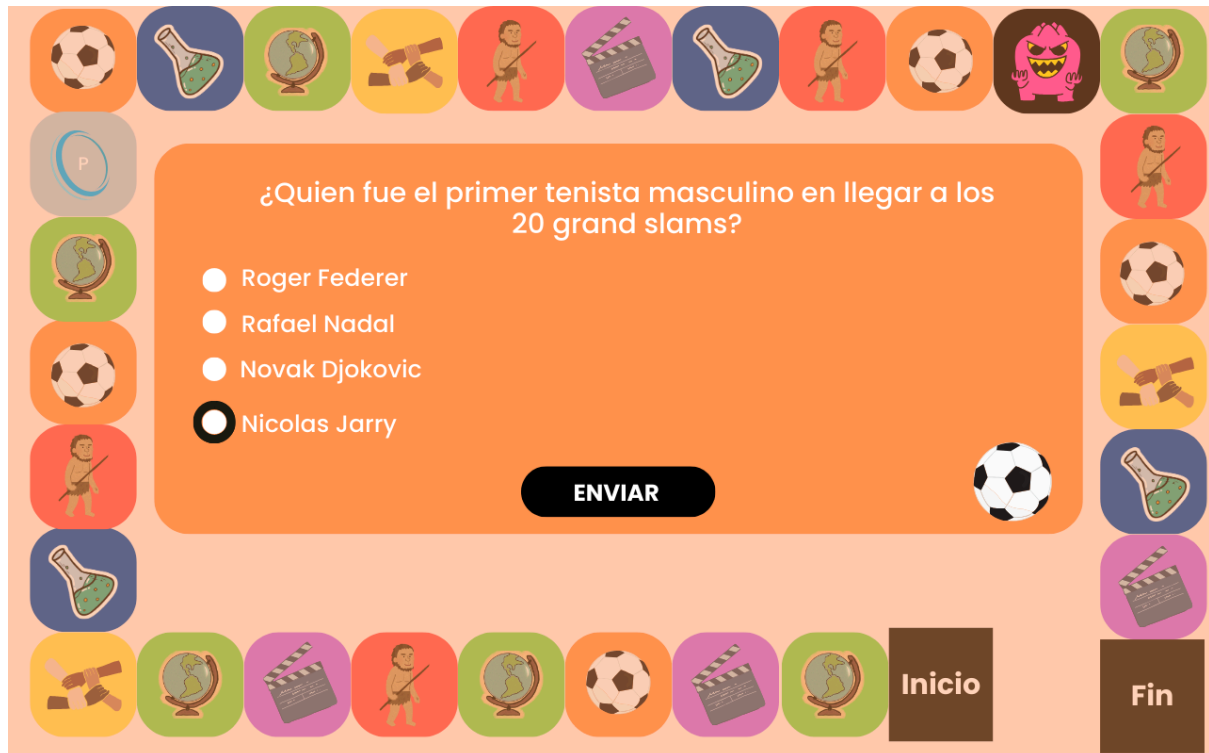 P
¿Quien fue el primer tenista masculino en llegar a los
20 grand slams?
Roger Federer
Rafael Nadal
Novak Djokovic
Nicolas Jarry
ENVIAR
Inicio
Fin